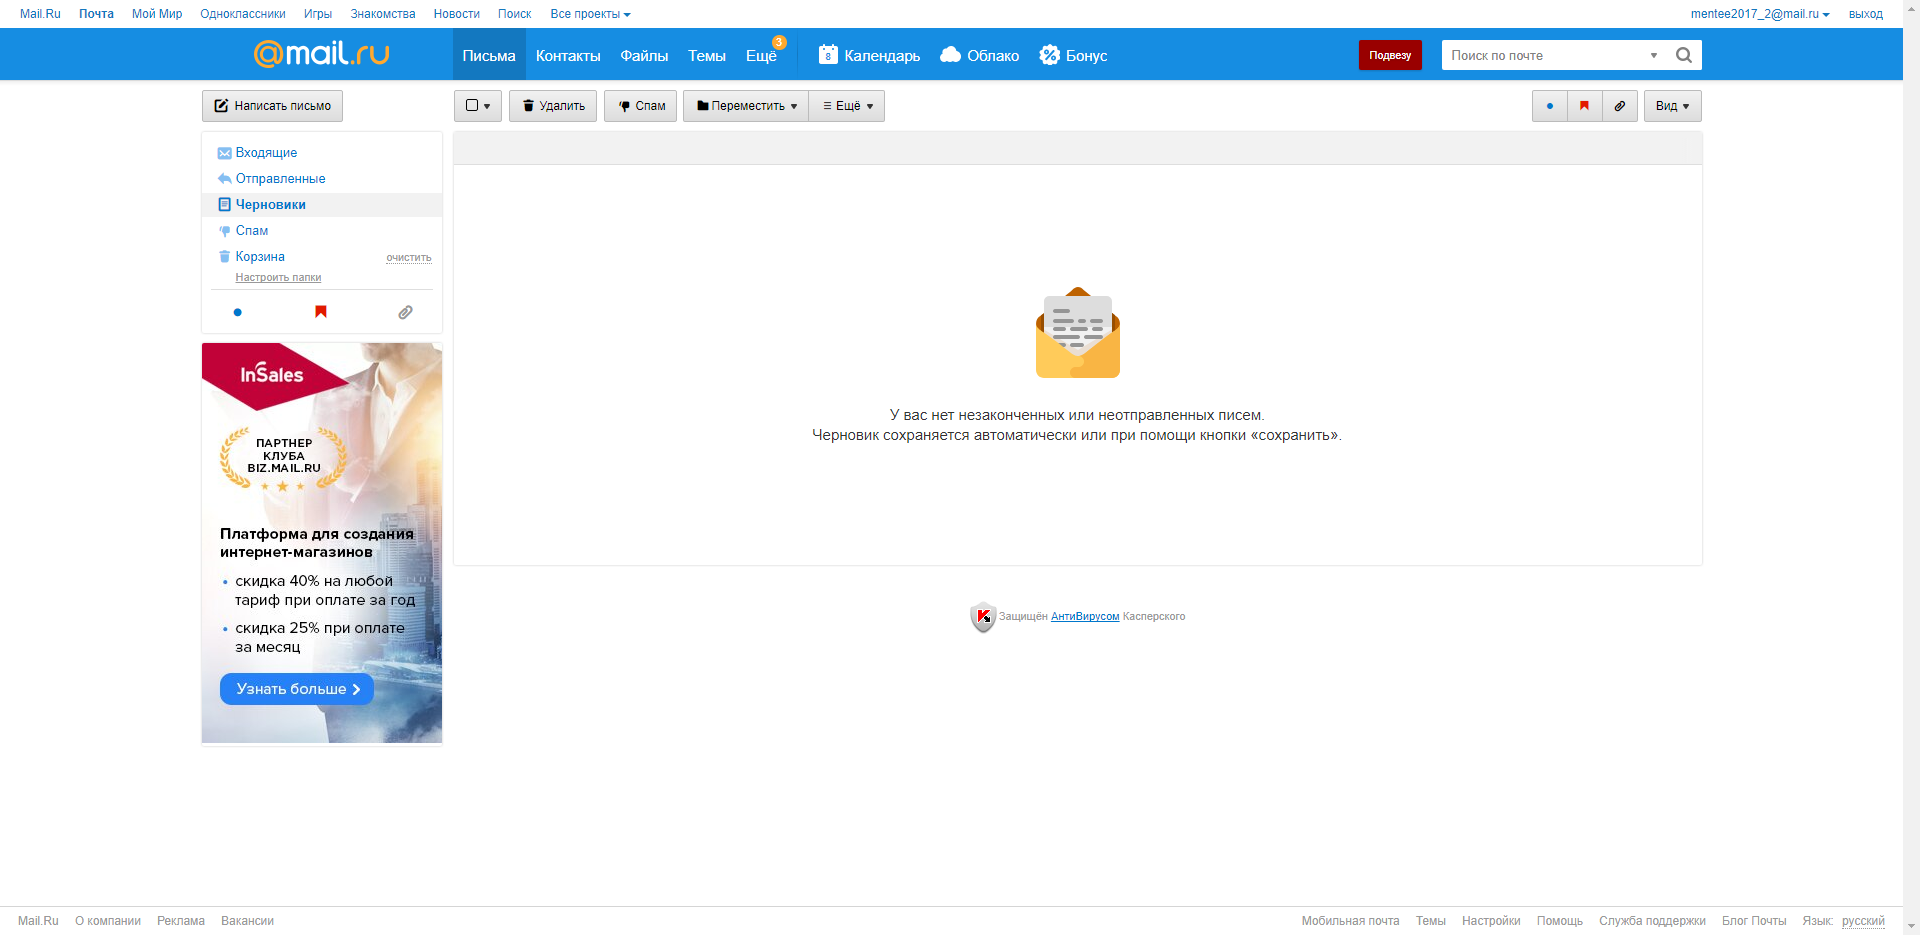 Mail.Ru Почта Мой Мир Одноклассники Игры Знакомства Новости Поиск Все проекты mentee2017_2@mail.ru выход
@mail.ru Письма Контакты Файлы Темы Ещё 3 8 Календарь Облако Бонус Подвезу Поиск по почте
Написать письмо Удалить Спам Переместить Ещё Вид
Входящие
Отправленные
Черновики
Спам
Корзина очистить
Настроить папки
InSales
ПАРТНЕР
КЛУБА
BIZ.MAIL.RU
Платформа для создания
интернет-магазинов
• скидка 40% на любой
тариф при оплате за год
• скидка 25% при оплате
за месяц
Узнать больше
У вас нет незаконченных или неотправленных писем.
Черновик сохраняется автоматически или при помощи кнопки «сохранить».
Защищён АнтиВирусом Касперского
Mail.Ru О компании Реклама Вакансии Мобильная почта Темы Настройки Помощь Служба поддержки Блог Почты Язык: русский